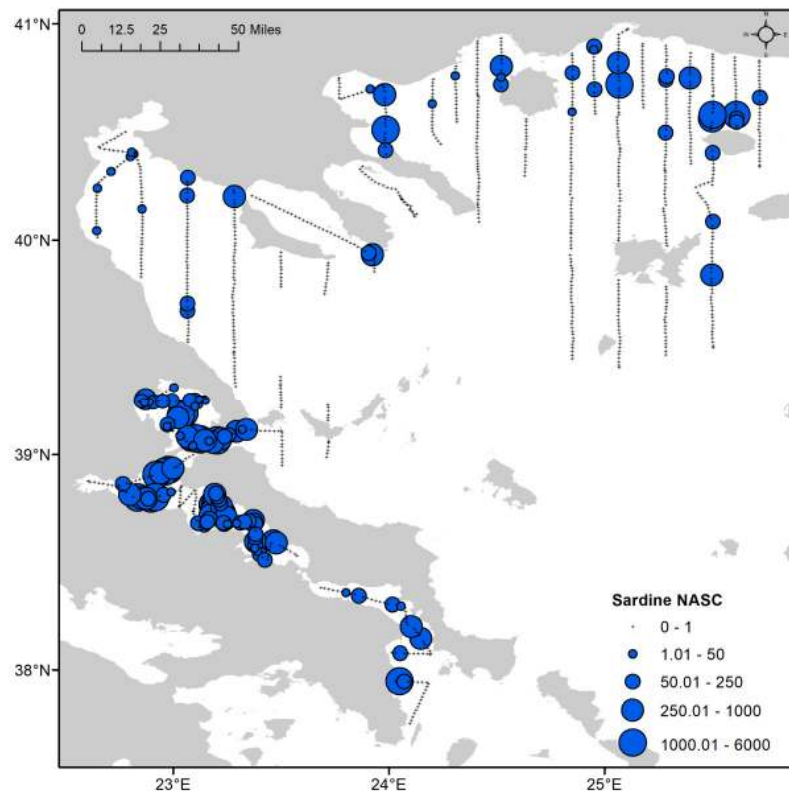 41°N
0 12.5 25 50 Miles
N
40°N
39°N
Sardine NASC
0 - 1
1.01 - 50
50.01 - 250
250.01 - 1000
1000.01 - 6000
38°N
23°E 24°E 25°E